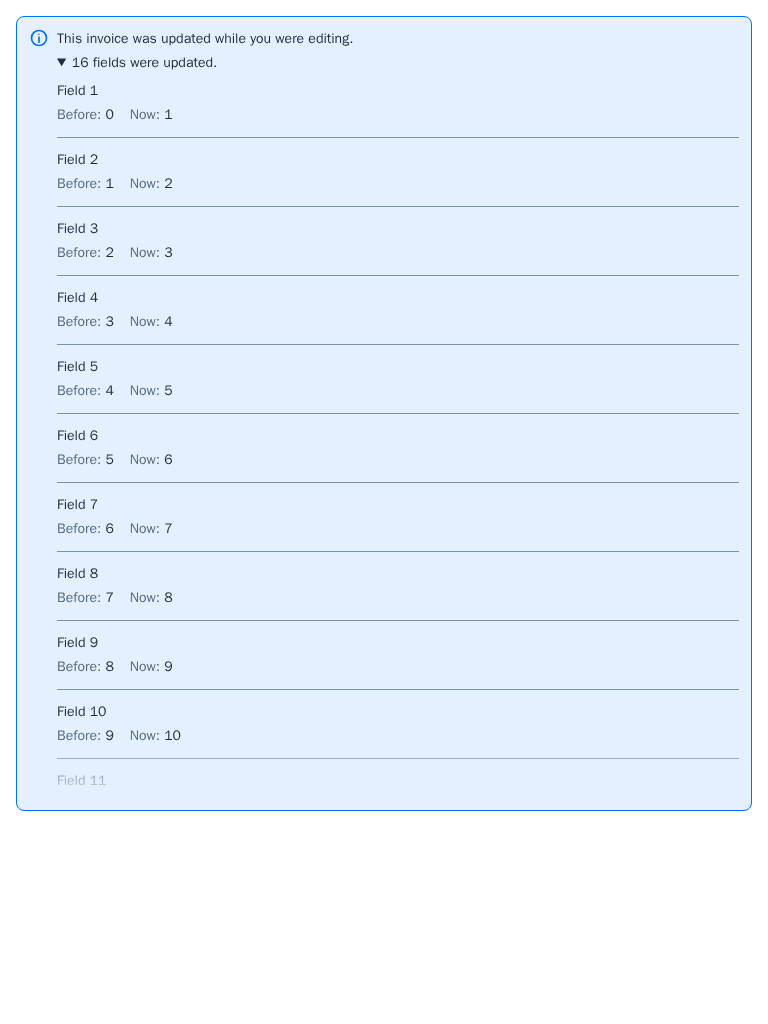 This invoice was updated while you were editing.
▼ 16 fields were updated.
Field 1
Before: 0 Now: 1
Field 2
Before: 1 Now: 2
Field 3
Before: 2 Now: 3
Field 4
Before: 3 Now: 4
Field 5
Before: 4 Now: 5
Field 6
Before: 5 Now: 6
Field 7
Before: 6 Now: 7
Field 8
Before: 7 Now: 8
Field 9
Before: 8 Now: 9
Field 10
Before: 9 Now: 10
Field 11